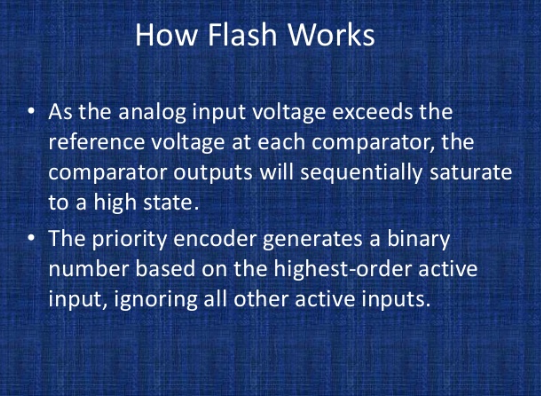 How Flash Works
• As the analog input voltage exceeds the
reference voltage at each comparator, the
comparator outputs will sequentially saturate
to a high state.
• The priority encoder generates a binary
number based on the highest-order active
input, ignoring all other active inputs.